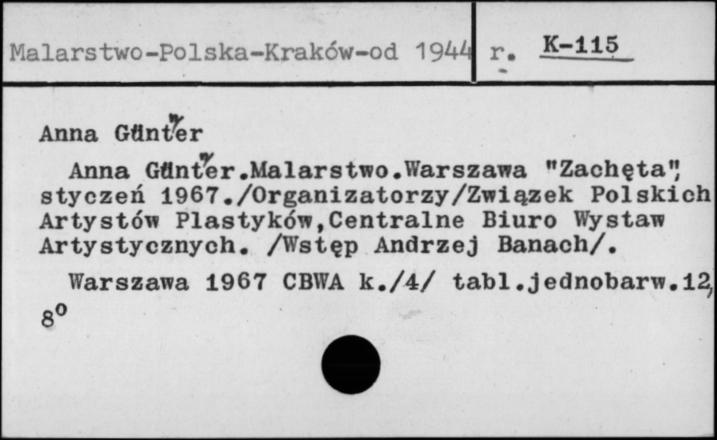 Malarstwo-Polska-Kraków-od 1944 r. K-115
Anna Günter
Anna Günter.Malarstwo.Warszawa "Zachęta",
styczeń 1967./Organizatorzy/Związek Polskich
Artystów Plastyków,Centralne Biuro Wystaw
Artystycznych. /Wstęp Andrzej Banach/.
Warszawa 1967 CBWA k./4/ tabl.jednobarw.12,
8°